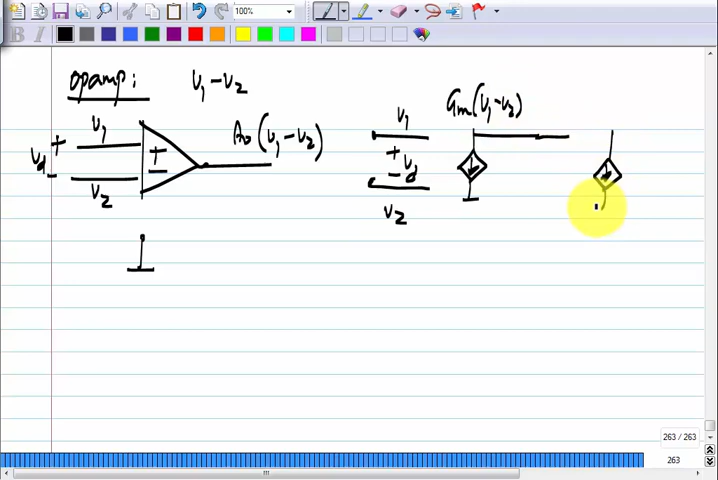 100%
opamp: V1-V2
V1
Vd + -
V2
+ -
A0(V1-V2)
V1
+ - Vd
V2
Gm(V1-V2)
263 / 263
263